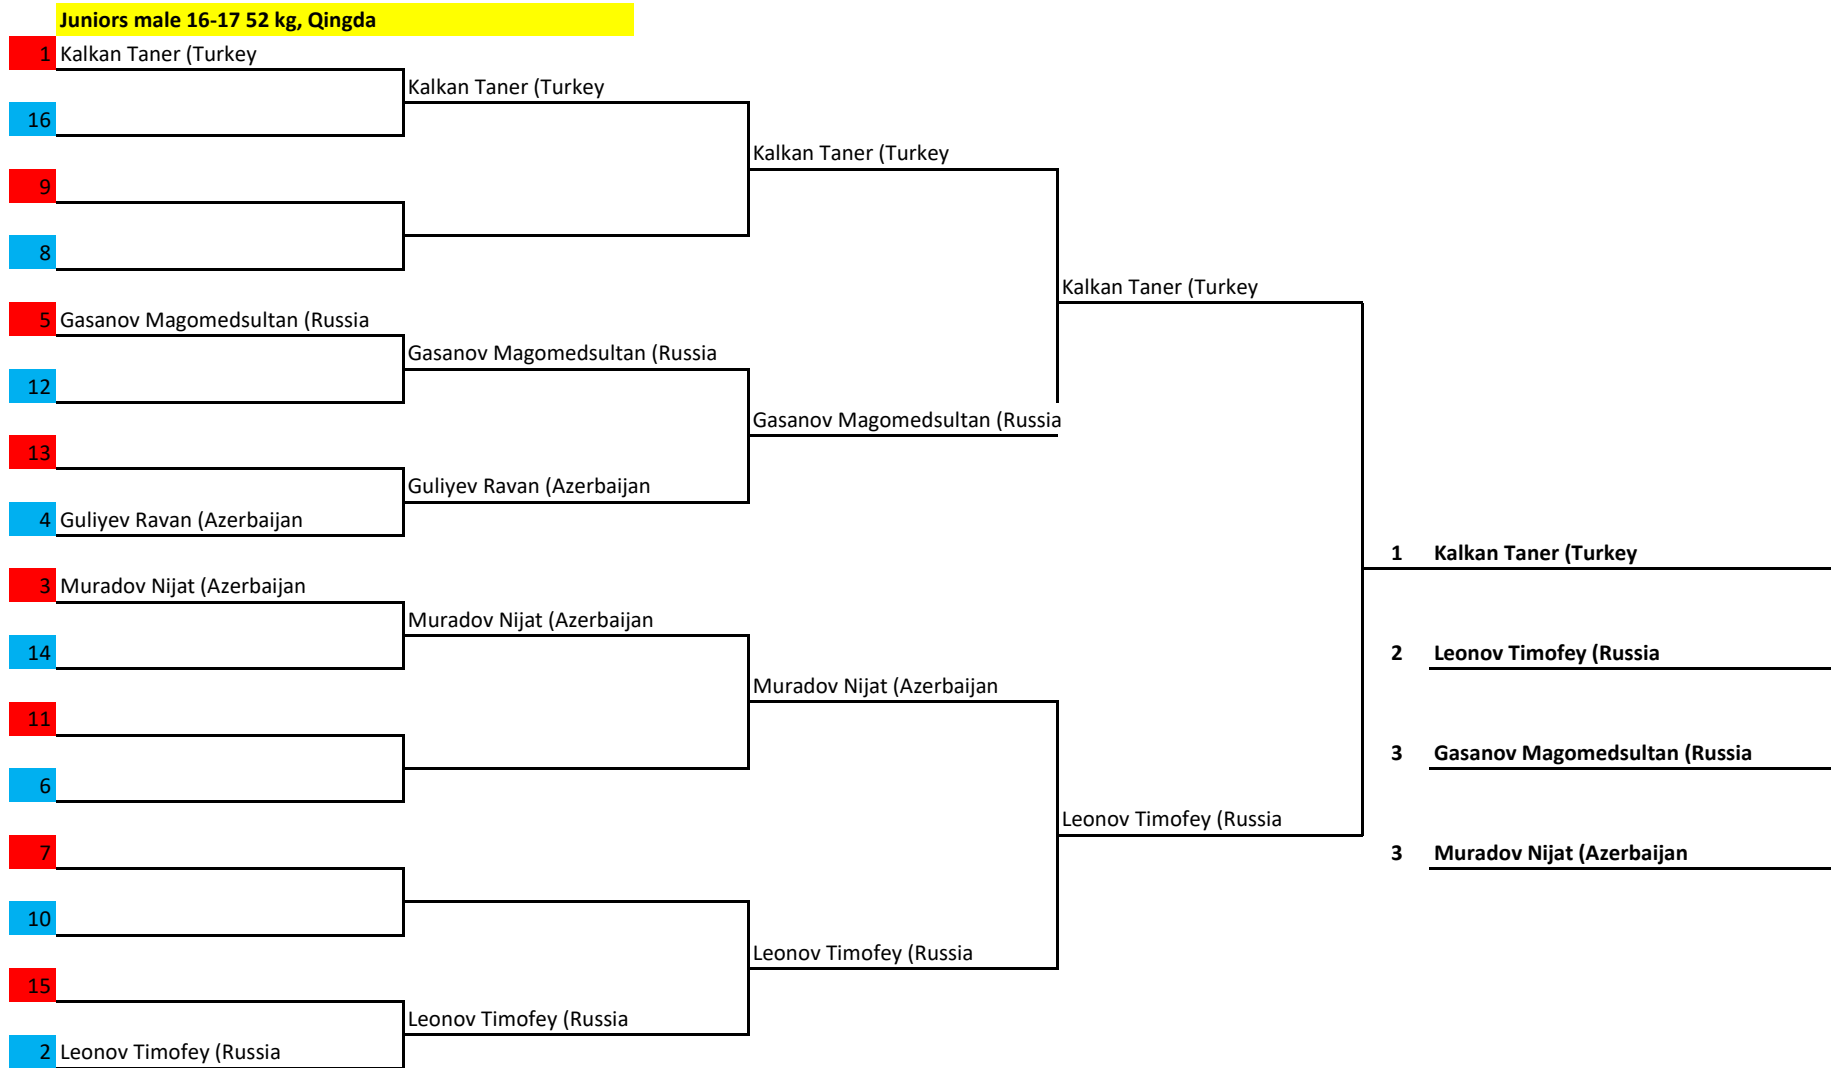 Juniors male 16-17 52 kg, Qingda
1 Kalkan Taner (Turkey
Kalkan Taner (Turkey
16
Kalkan Taner (Turkey
9
8
Kalkan Taner (Turkey
5 Gasanov Magomedsultan (Russia
Gasanov Magomedsultan (Russia
12
Gasanov Magomedsultan (Russia
13
Guliyev Ravan (Azerbaijan
4 Guliyev Ravan (Azerbaijan
1 Kalkan Taner (Turkey
3 Muradov Nijat (Azerbaijan
Muradov Nijat (Azerbaijan
14
2 Leonov Timofey (Russia
Muradov Nijat (Azerbaijan
11
3 Gasanov Magomedsultan (Russia
6
Leonov Timofey (Russia
7
3 Muradov Nijat (Azerbaijan
10
Leonov Timofey (Russia
15
Leonov Timofey (Russia
2 Leonov Timofey (Russia